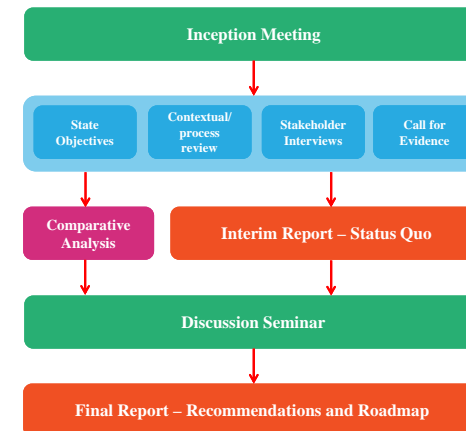 Inception Meeting
State
Objectives
Contextual/
process
review
Stakeholder
Interviews
Call for
Evidence
Comparative
Analysis
Interim Report – Status Quo
Discussion Seminar
Final Report – Recommendations and Roadmap